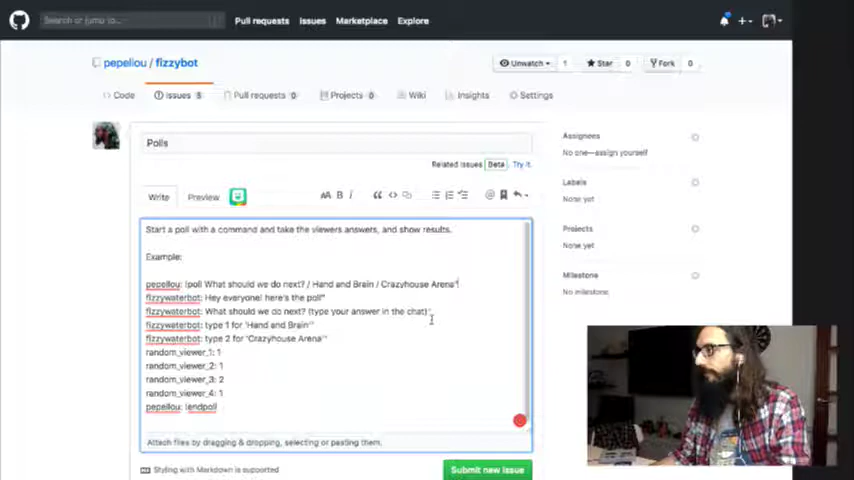 Search or jump to...
Pull requests Issues Marketplace Explore
pepellou / fizzybot
Unwatch 1 Star 0 Fork 0
Code Issues 5 Pull requests 0 Projects 0 Wiki Insights Settings
Polls
Related Issues Beta Try it.
Write Preview
AA B i
Start a poll with a command and take the viewers answers, and show results.
Example:
pepellou: !poll What should we do next? / Hand and Brain / Crazyhouse Arena"
fizzywaterbot: Hey everyone! here's the poll"
fizzywaterbot: What should we do next? (type your answer in the chat)"
fizzywaterbot: type 1 for 'Hand and Brain'"
fizzywaterbot: type 2 for 'Crazyhouse Arena'"
random_viewer_1: 1
random_viewer_2: 1
random_viewer_3: 2
random_viewer_4: 1
pepellou: !endpoll
Attach files by dragging & dropping, selecting or pasting them.
Styling with Markdown is supported
Submit new issue
Assignees
No one—assign yourself
Labels
None yet
Projects
None yet
Milestone
No milestone